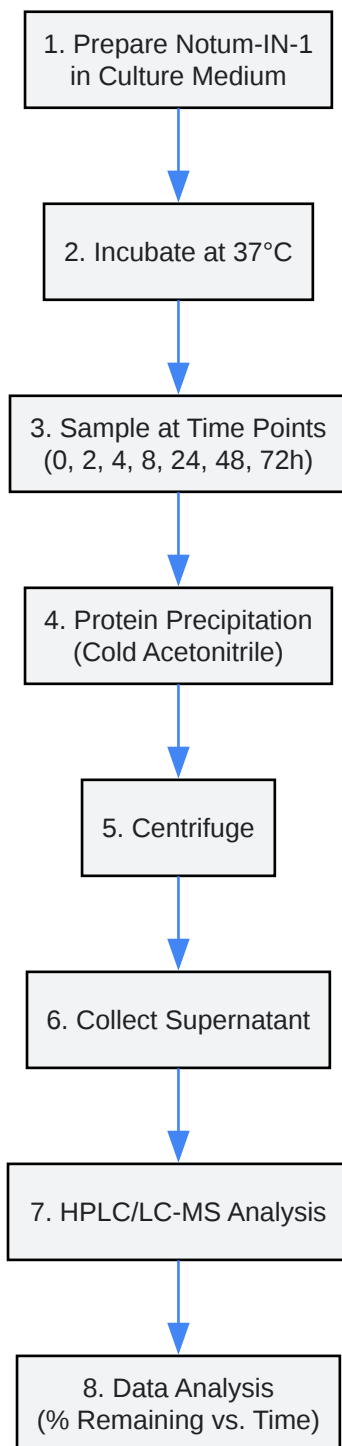 1. Prepare Notum-IN-1
in Culture Medium
2. Incubate at 37°C
3. Sample at Time Points
(0, 2, 4, 8, 24, 48, 72h)
4. Protein Precipitation
(Cold Acetonitrile)
5. Centrifuge
6. Collect Supernatant
7. HPLC/LC-MS Analysis
8. Data Analysis
(% Remaining vs. Time)